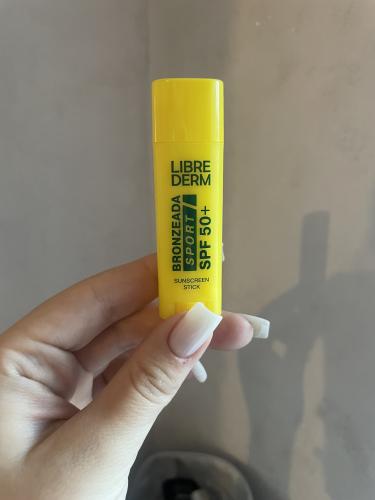 LIBRE
DERM
BRONZEADA
SPORT
SPF 50+
SUNSCREEN
STICK